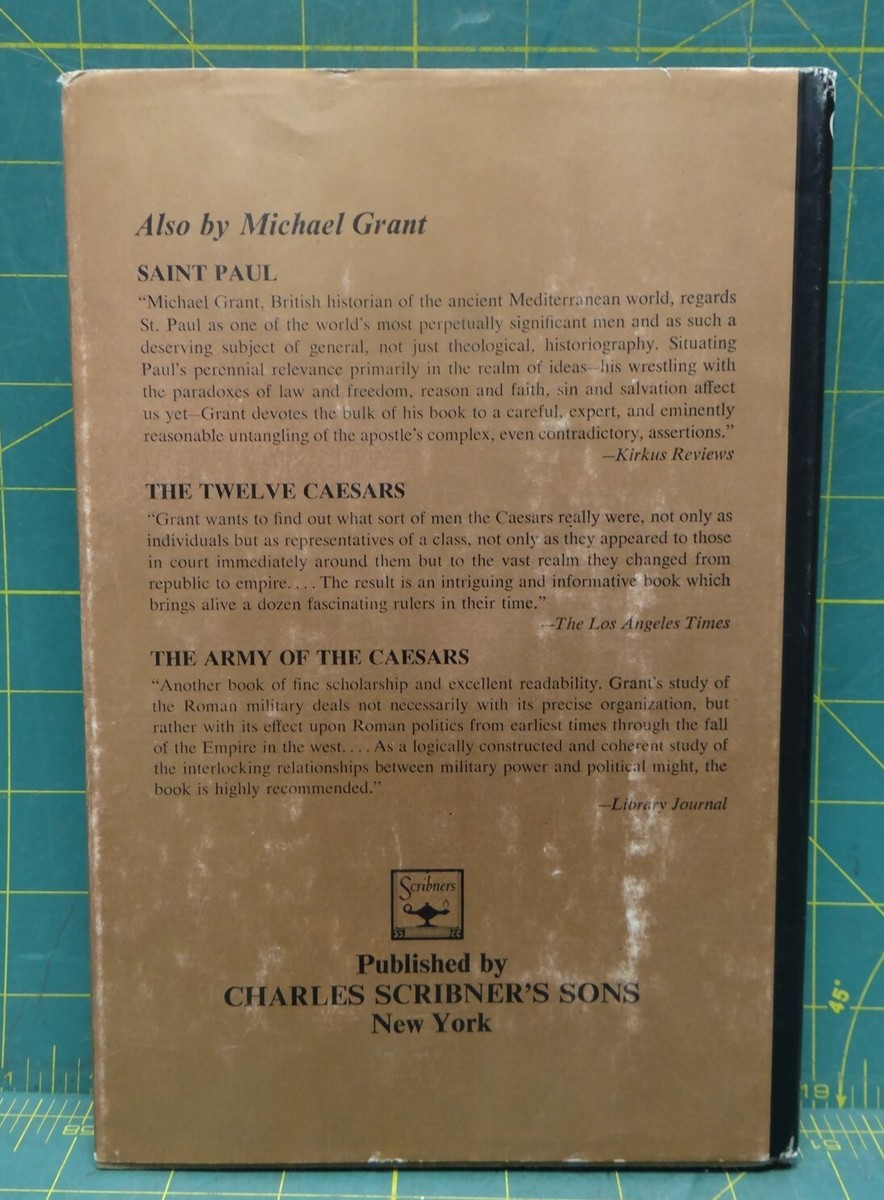 Also by Michael Grant
SAINT PAUL
“Michael Grant, British historian of the ancient Mediterranean world, regards
St. Paul as one of the world’s most perpetually significant men and as such a
deserving subject of general, not just theological, historiography. Situating
Paul’s perennial relevance primarily in the realm of ideas—his wrestling with
the paradoxes of law and freedom, reason and faith, sin and salvation affect
us yet—Grant devotes the bulk of his book to a careful, expert, and eminently
reasonable untangling of the apostle’s complex, even contradictory, assertions.”
—Kirkus Reviews
THE TWELVE CAESARS
“Grant wants to find out what sort of men the Caesars really were, not only as
individuals but as representatives of a class, not only as they appeared to those
in court immediately around them but to the vast realm they changed from
republic to empire. . . . The result is an intriguing and informative book which
brings alive a dozen fascinating rulers in their time.”
—The Los Angeles Times
THE ARMY OF THE CAESARS
“Another book of fine scholarship and excellent readability. Grant’s study of
the Roman military deals not necessarily with its precise organization, but
rather with its effect upon Roman politics from earliest times through the fall
of the Empire in the west. . . . As a logically constructed and coherent study of
the interlocking relationships between military power and political might, the
book is highly recommended.”
—Library Journal
Scribners
Published by
CHARLES SCRIBNER’S SONS
New York
45°
19